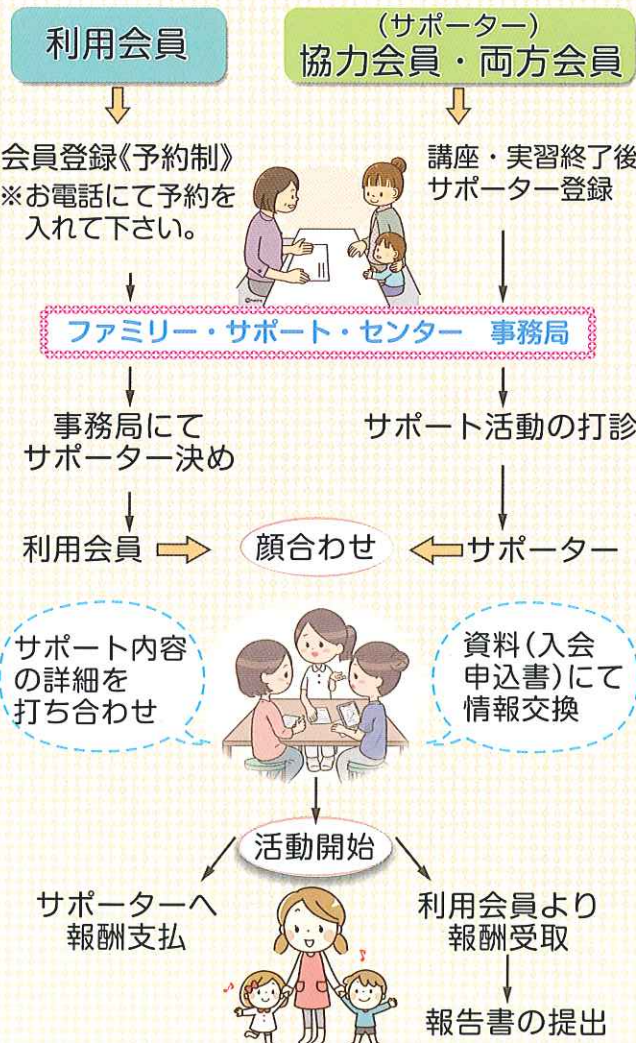 利用会員
(サポーター)
協力会員・両方会員
会員登録《予約制》
※お電話にて予約を
入れて下さい。
講座・実習終了後
サポーター登録
ファミリー・サポート・センター 事務局
事務局にて
サポーター決め
サポート活動の打診
利用会員
顔合わせ
サポーター
サポート内容
の詳細を
打ち合わせ
資料(入会
申込書)にて
情報交換
活動開始
サポーターへ
報酬支払
利用会員より
報酬受取
報告書の提出